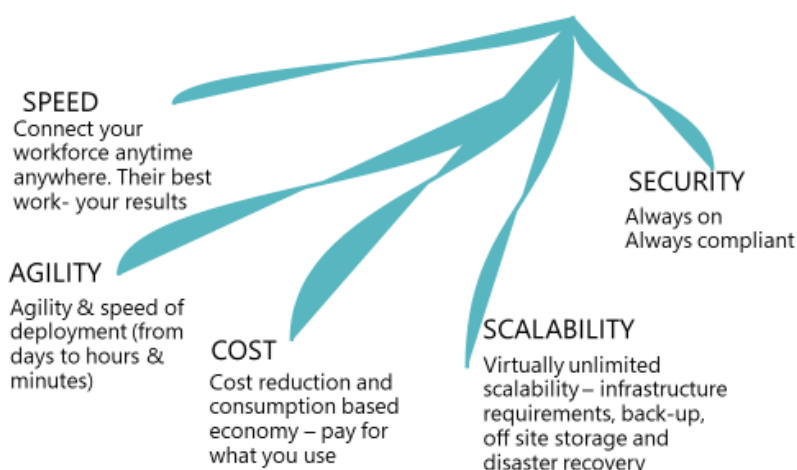 SPEED
Connect your
workforce anytime
anywhere. Their best
work- your results
AGILITY
Agility & speed of
deployment (from
days to hours &
minutes)
COST
Cost reduction and
consumption based
economy – pay for
what you use
SCALABILITY
Virtually unlimited
scalability – infrastructure
requirements, back-up,
off site storage and
disaster recovery
SECURITY
Always on
Always compliant